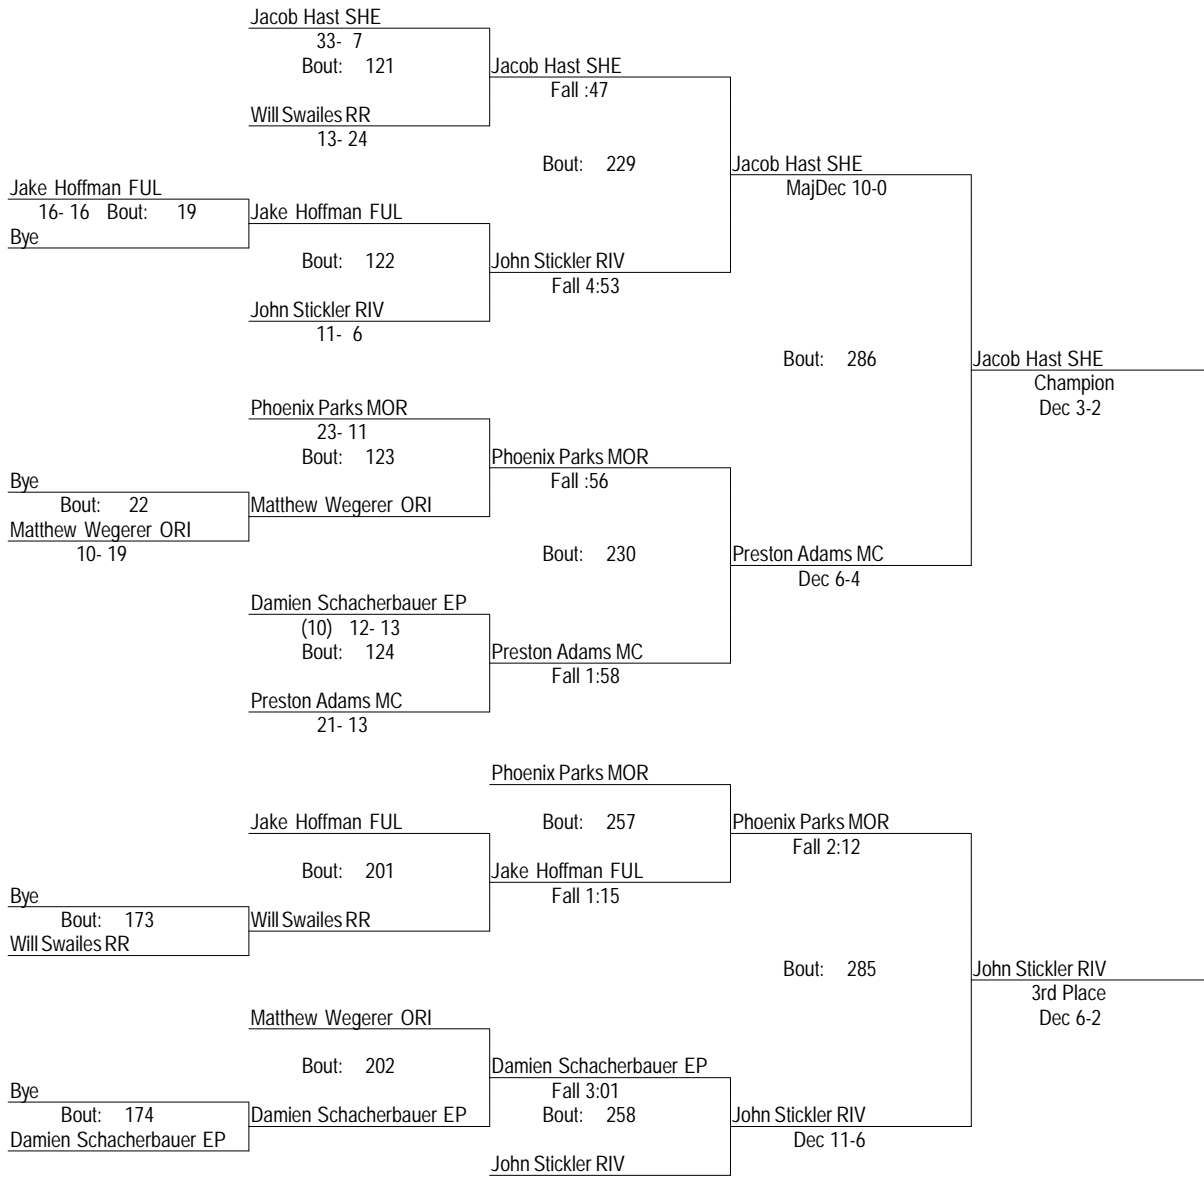 Jacob Hast SHE
33- 7
Bout: 121
Jacob Hast SHE
Fall :47
Will Swailes RR
13- 24
Bout: 229
Jacob Hast SHE
MajDec 10-0
Jake Hoffman FUL
16- 16 Bout: 19
Jake Hoffman FUL
Bye
Bout: 122
John Stickler RIV
Fall 4:53
John Stickler RIV
11- 6
Bout: 286
Jacob Hast SHE
Champion
Dec 3-2
Phoenix Parks MOR
23- 11
Bout: 123
Phoenix Parks MOR
Fall :56
Bye
Bout: 22
Matthew Wegerer ORI
Matthew Wegerer ORI
10- 19
Bout: 230
Preston Adams MC
Dec 6-4
Damien Schacherbauer EP
(10) 12- 13
Bout: 124
Preston Adams MC
Fall 1:58
Preston Adams MC
21- 13
Phoenix Parks MOR
Jake Hoffman FUL
Bout: 257
Phoenix Parks MOR
Fall 2:12
Bout: 201
Jake Hoffman FUL
Fall 1:15
Bye
Bout: 173
Will Swailes RR
Will Swailes RR
Bout: 285
John Stickler RIV
3rd Place
Dec 6-2
Matthew Wegerer ORI
Bout: 202
Damien Schacherbauer EP
Fall 3:01
Bye
Bout: 174
Damien Schacherbauer EP
Bout: 258
John Stickler RIV
Dec 11-6
Damien Schacherbauer EP
John Stickler RIV